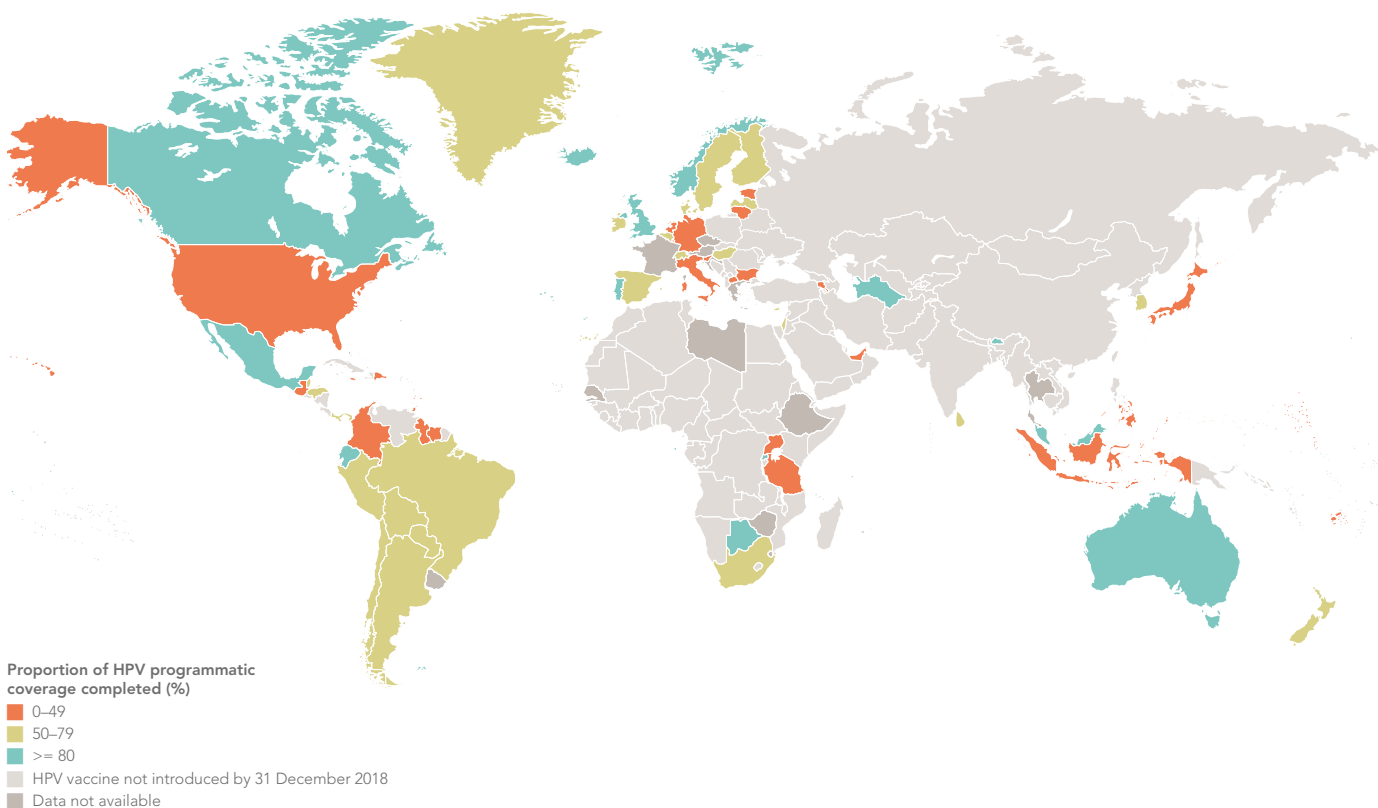 Proportion of HPV programmatic
coverage completed (%)
0–49
50–79
>= 80
HPV vaccine not introduced by 31 December 2018
Data not available